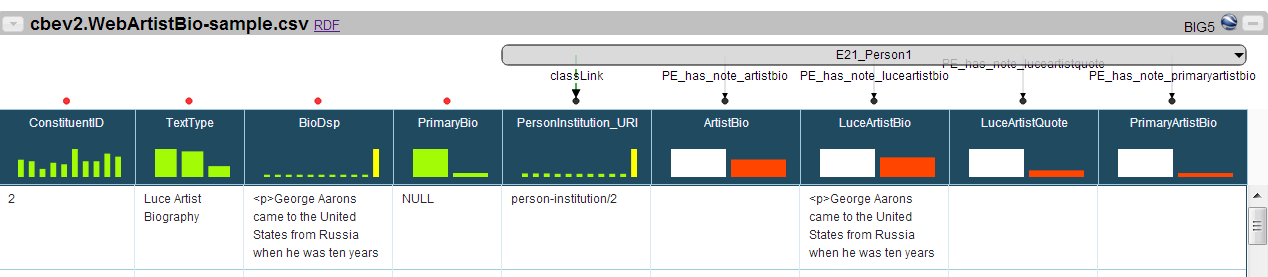 cbev2.WebArtistBio-sample.csv RDF BIG5
E21_Person1
classLink PE_has_note_artistbio PE_has_note_luceartistbio PE_has_note_luceartistquote PE_has_note_primaryartistbio
ConstituentID TextType BioDsp PrimaryBio PersonInstitution_URI ArtistBio LuceArtistBio LuceArtistQuote PrimaryArtistBio
2 Luce Artist <p>George Aarons NULL person-institution/2 <p>George Aarons
Biography came to the United came to the United
States from Russia States from Russia
when he was ten years when he was ten years